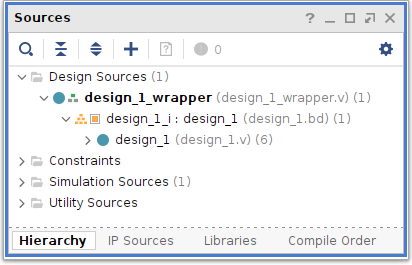 Sources
0
Design Sources (1)
design_1_wrapper (design_1_wrapper.v) (1)
design_1_i : design_1 (design_1.bd) (1)
design_1 (design_1.v) (6)
Constraints
Simulation Sources (1)
Utility Sources
Hierarchy IP Sources Libraries Compile Order